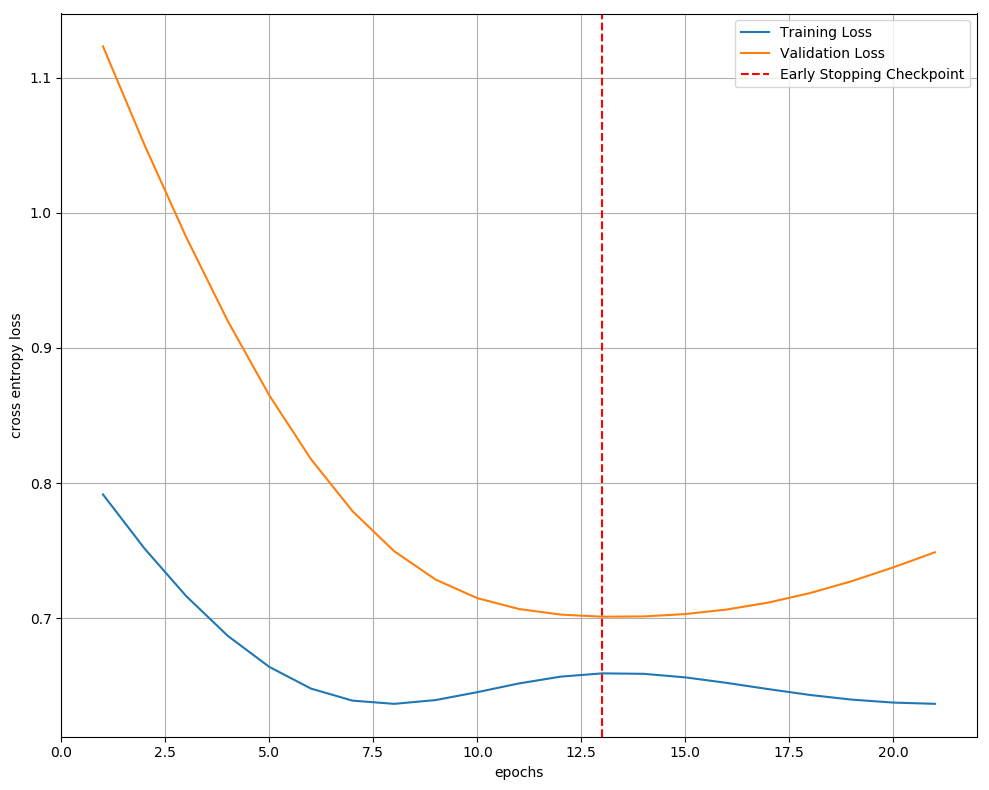 Training Loss
Validation Loss
Early Stopping Checkpoint
1.1
1.0
0.9
0.8
0.7
cross entropy loss
0.0 2.5 5.0 7.5 10.0 12.5 15.0 17.5 20.0
epochs